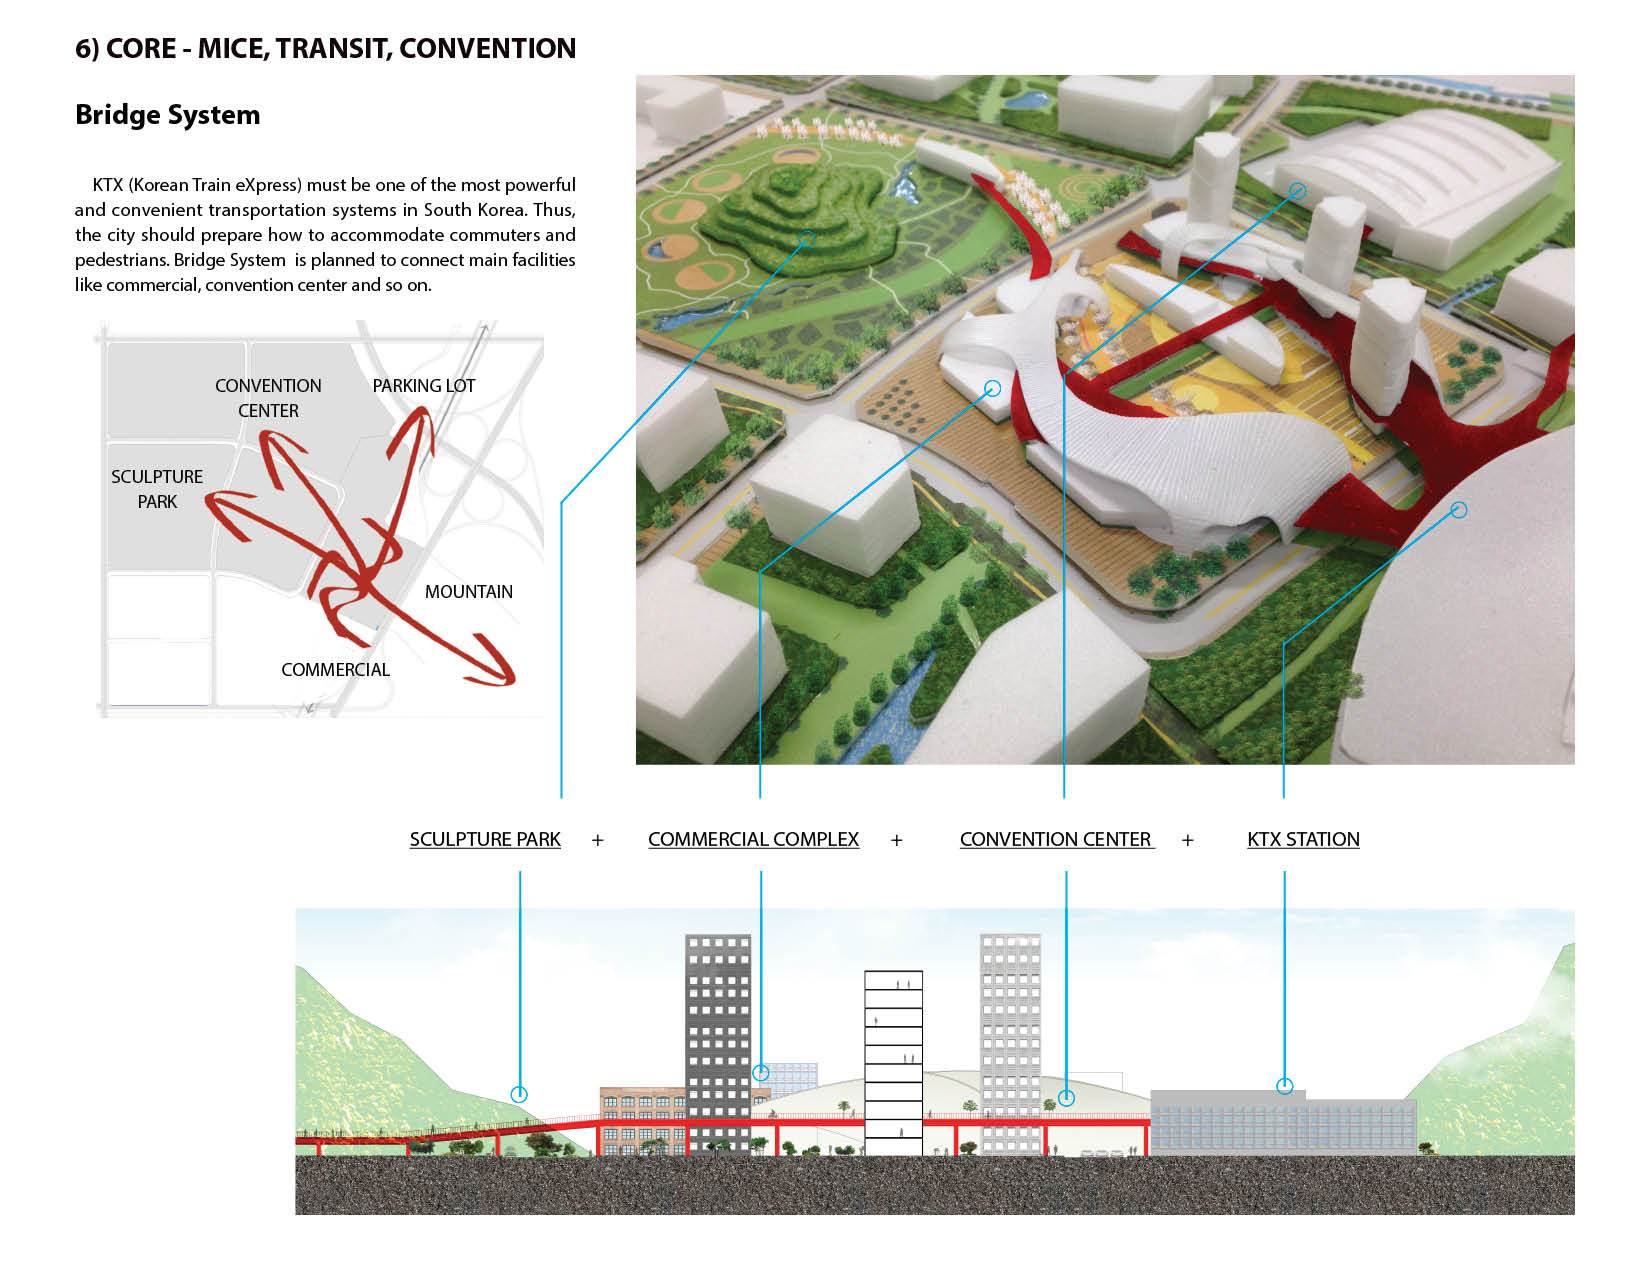 6) CORE - MICE, TRANSIT, CONVENTION
Bridge System
KTX (Korean Train eXpress) must be one of the most powerful
and convenient transportation systems in South Korea. Thus,
the city should prepare how to accommodate commuters and
pedestrians. Bridge System  is planned to connect main facilities
like commercial, convention center and so on.
CONVENTION
CENTER
PARKING LOT
SCULPTURE
PARK
MOUNTAIN
COMMERCIAL
SCULPTURE PARK + COMMERCIAL COMPLEX + CONVENTION CENTER + KTX STATION